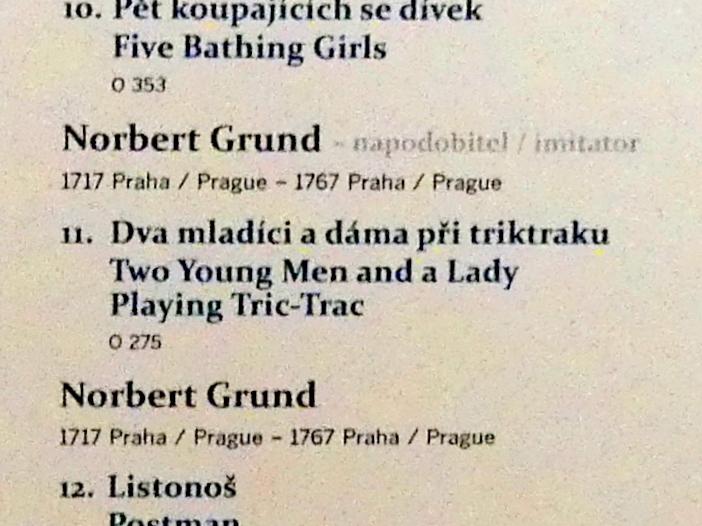 10. Pět koupajících se dívek
Five Bathing Girls
O 353
Norbert Grund - napodobitel / imitator
1717 Praha / Prague – 1767 Praha / Prague
11. Dva mladíci a dáma při triktraku
Two Young Men and a Lady
Playing Tric-Trac
O 275
Norbert Grund
1717 Praha / Prague – 1767 Praha / Prague
12. Listonoš
Postman